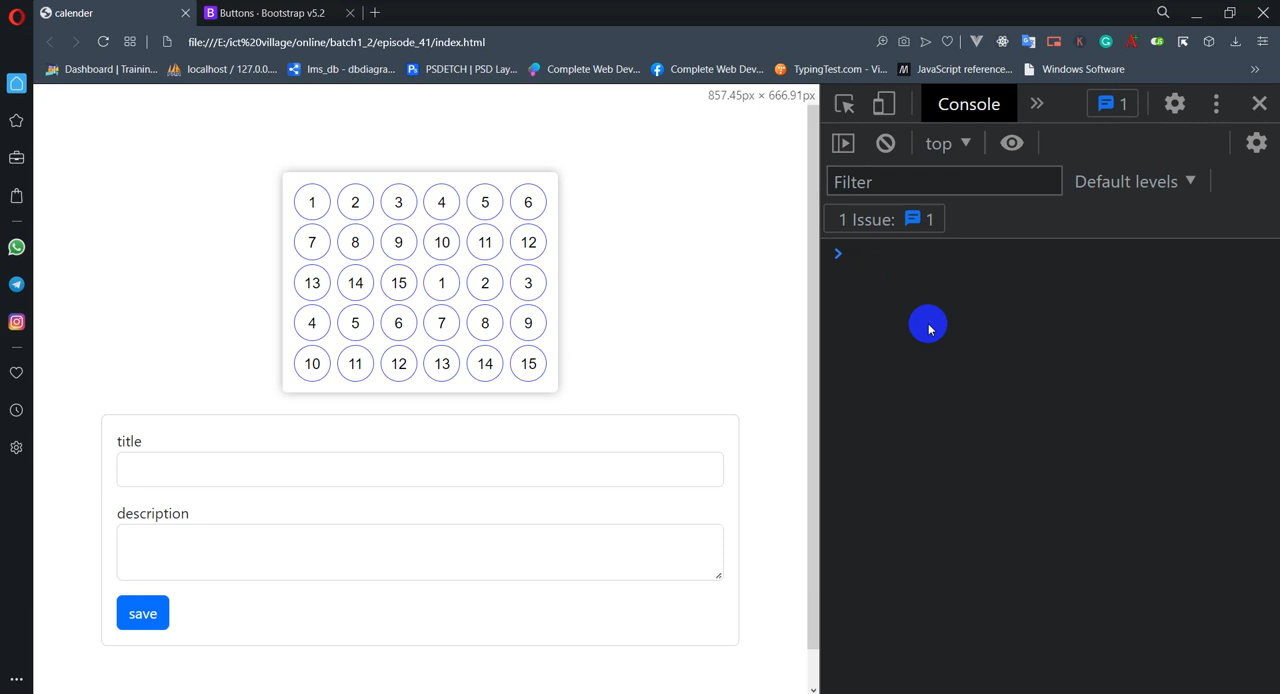 calender
Buttons · Bootstrap v5.2
file:///E:/ict%20village/online/batch1_2/episode_41/index.html
Dashboard | Trainin...
localhost / 127.0.0....
lms_db - dbdiagra...
PSDETCH | PSD Lay...
Complete Web Dev...
Complete Web Dev...
TypingTest.com - Vi...
JavaScript reference...
Windows Software
857.45px × 666.91px
1 2 3 4 5 6
7 8 9 10 11 12
13 14 15 1 2 3
4 5 6 7 8 9
10 11 12 13 14 15
title
description
save
Console
1
top
Filter
Default levels
1 Issue: 1